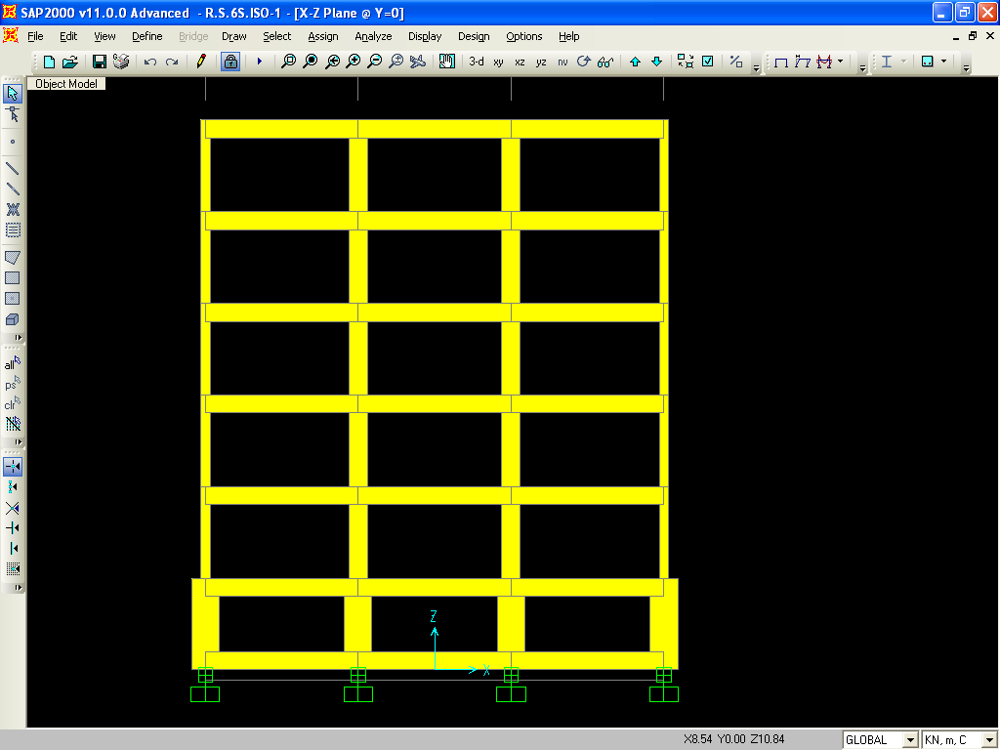 SAP2000 v11.0.0 Advanced - R.S.6S.ISO-1 - [X-Z Plane @ Y=0]
File Edit View Define Bridge Draw Select Assign Analyze Display Design Options Help
3-d xy xz yz nv
Object Model
all
ps
clr
Z
X
X8.54 Y0.00 Z10.84 GLOBAL KN, m, C